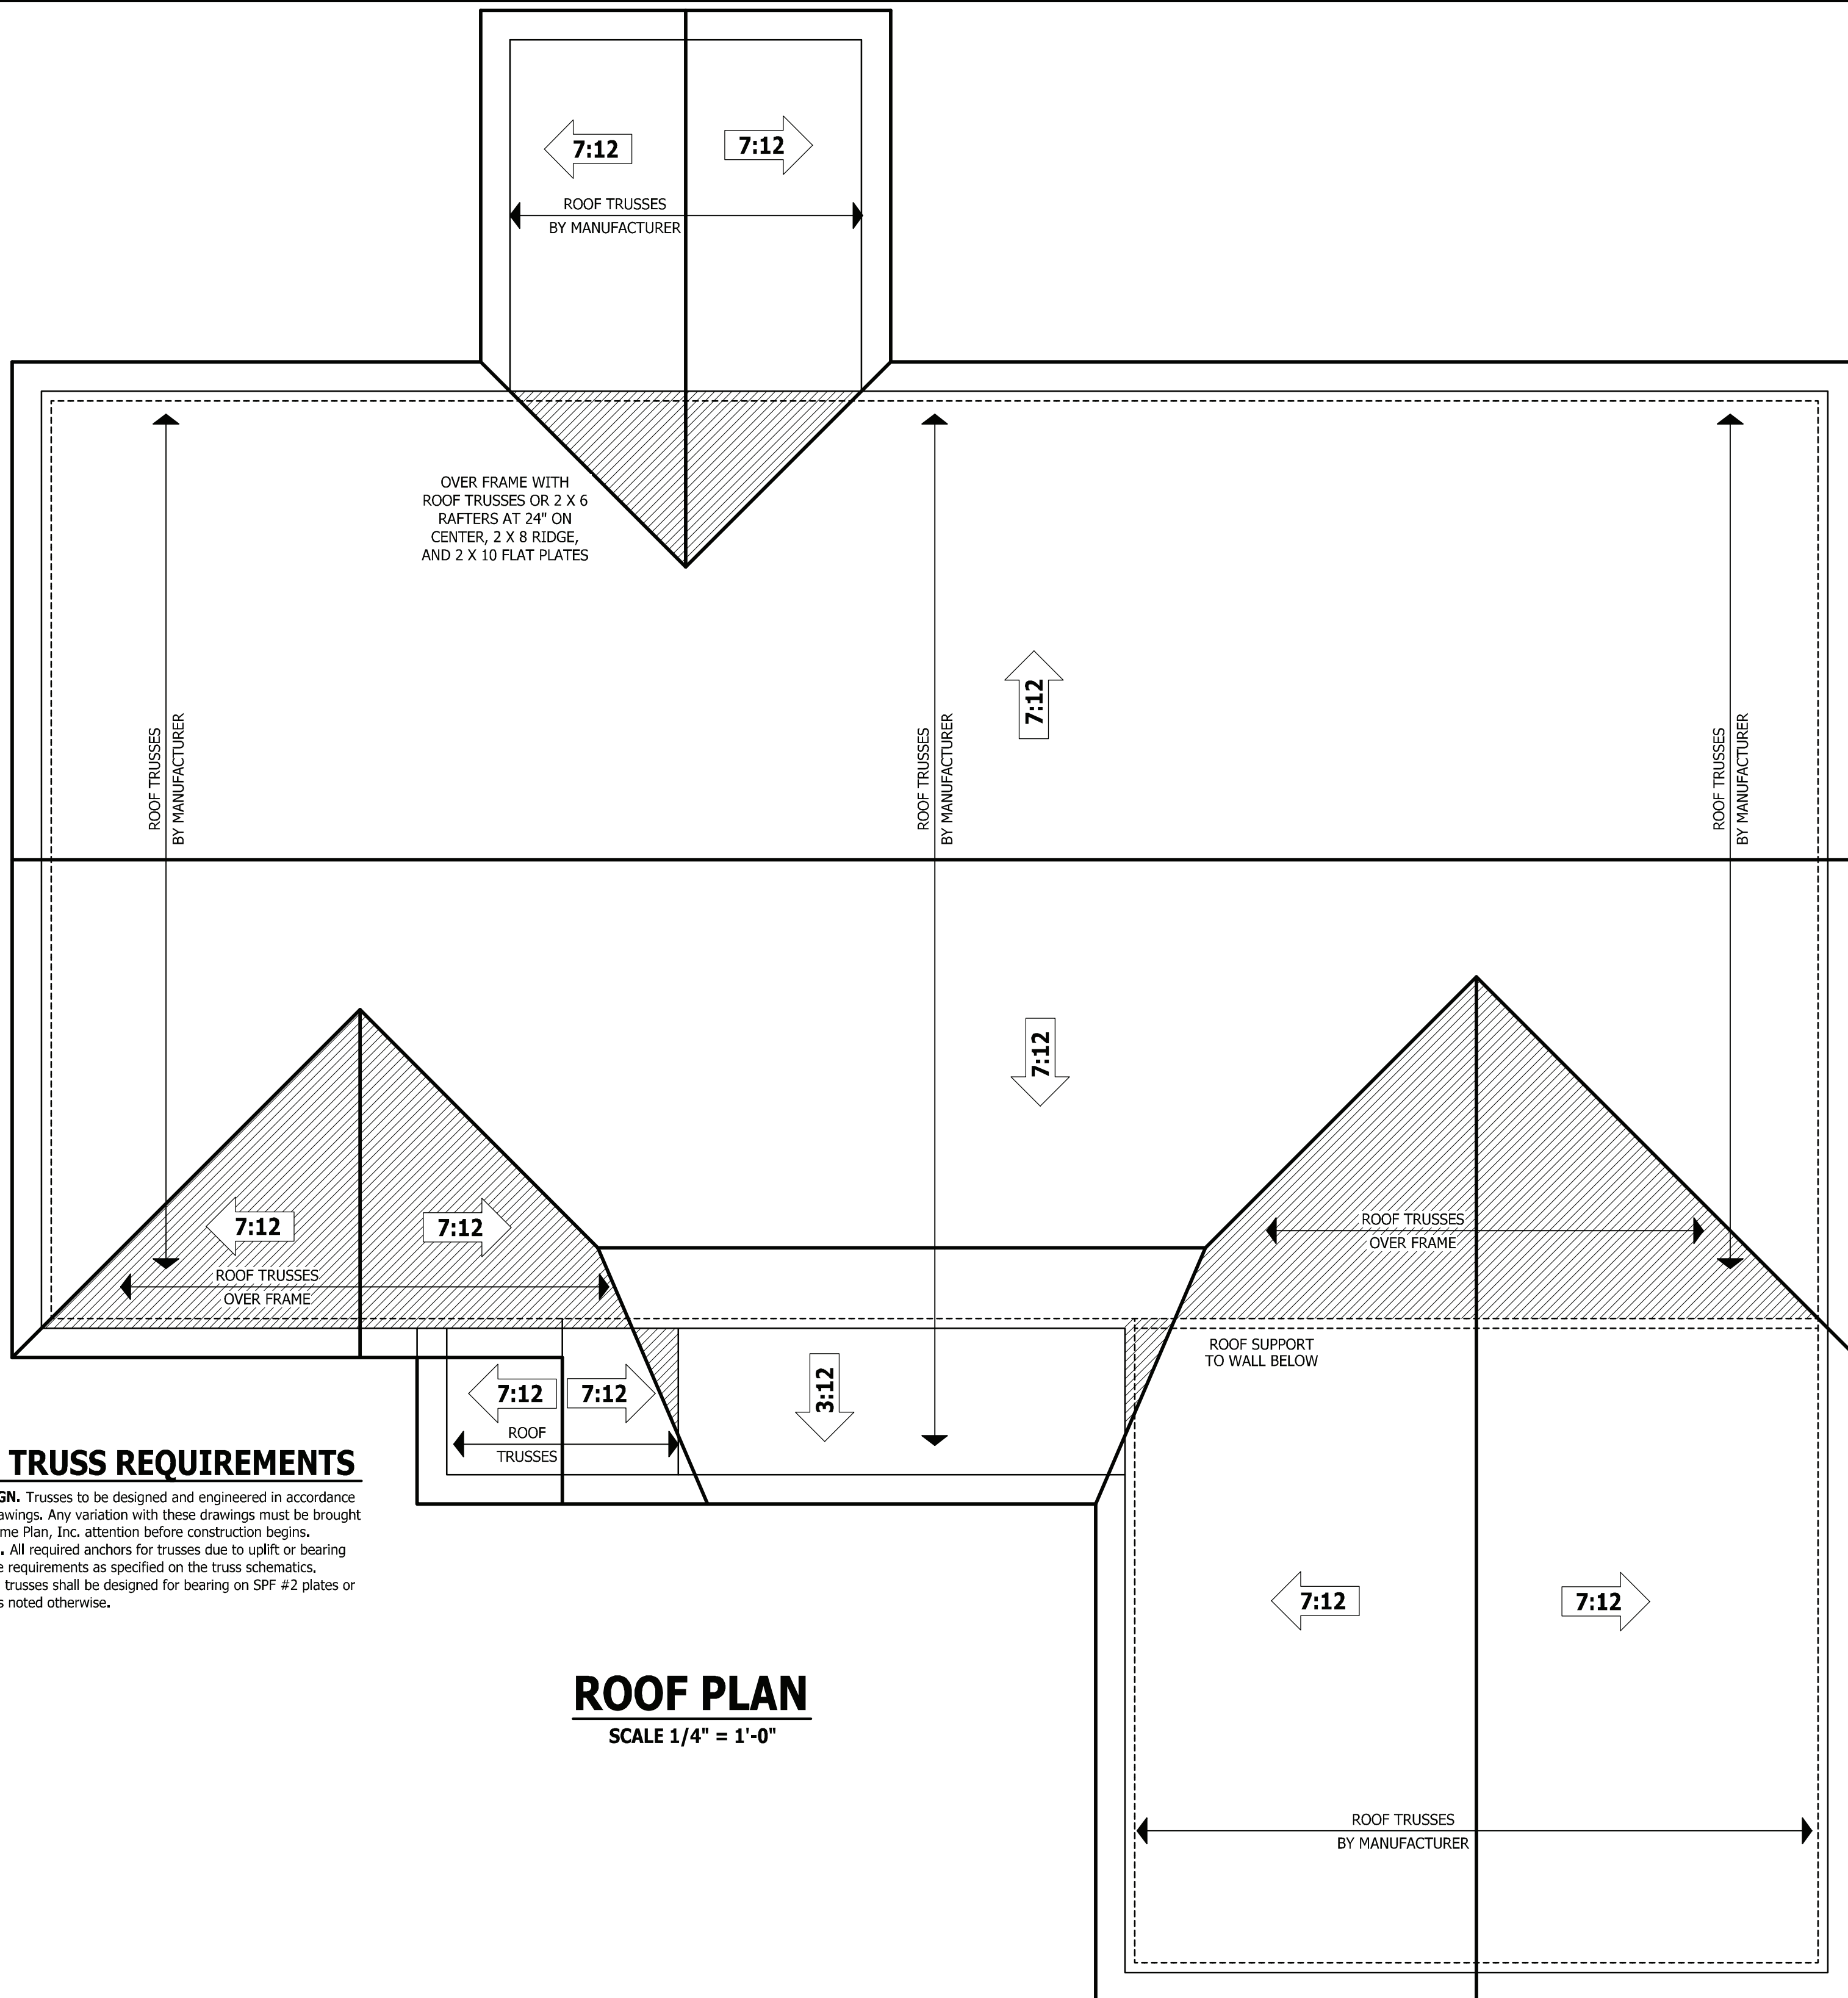 7:12
7:12
ROOF TRUSSES
BY MANUFACTURER
OVER FRAME WITH
ROOF TRUSSES OR 2 X 6
RAFTERS AT 24" ON
CENTER, 2 X 8 RIDGE,
AND 2 X 10 FLAT PLATES
7:12
ROOF TRUSSES
BY MANUFACTURER
ROOF TRUSSES
BY MANUFACTURER
ROOF TRUSSES
BY MANUFACTURER
7:12
7:12
7:12
ROOF TRUSSES
OVER FRAME
ROOF TRUSSES
OVER FRAME
ROOF SUPPORT
TO WALL BELOW
7:12
7:12
3:12
ROOF
TRUSSES
TRUSS REQUIREMENTS
GN. Trusses to be designed and engineered in accordance
awings. Any variation with these drawings must be brought
me Plan, Inc. attention before construction begins.
. All required anchors for trusses due to uplift or bearing
e requirements as specified on the truss schematics.
trusses shall be designed for bearing on SPF #2 plates or
s noted otherwise.
7:12
7:12
ROOF PLAN
SCALE 1/4" = 1'-0"
ROOF TRUSSES
BY MANUFACTURER